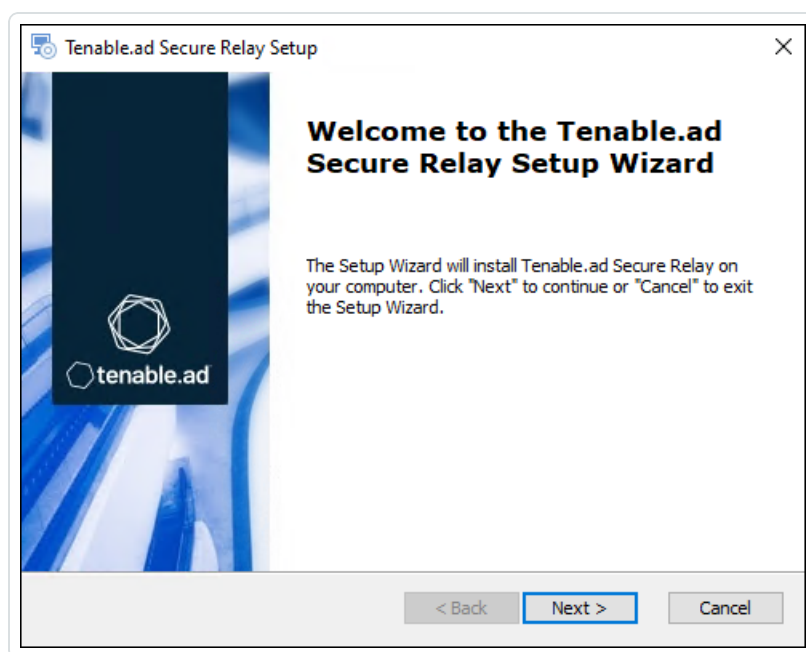 Tenable.ad Secure Relay Setup
Welcome to the Tenable.ad
Secure Relay Setup Wizard
The Setup Wizard will install Tenable.ad Secure Relay on
your computer. Click "Next" to continue or "Cancel" to exit
the Setup Wizard.
tenable.ad
< Back Next > Cancel